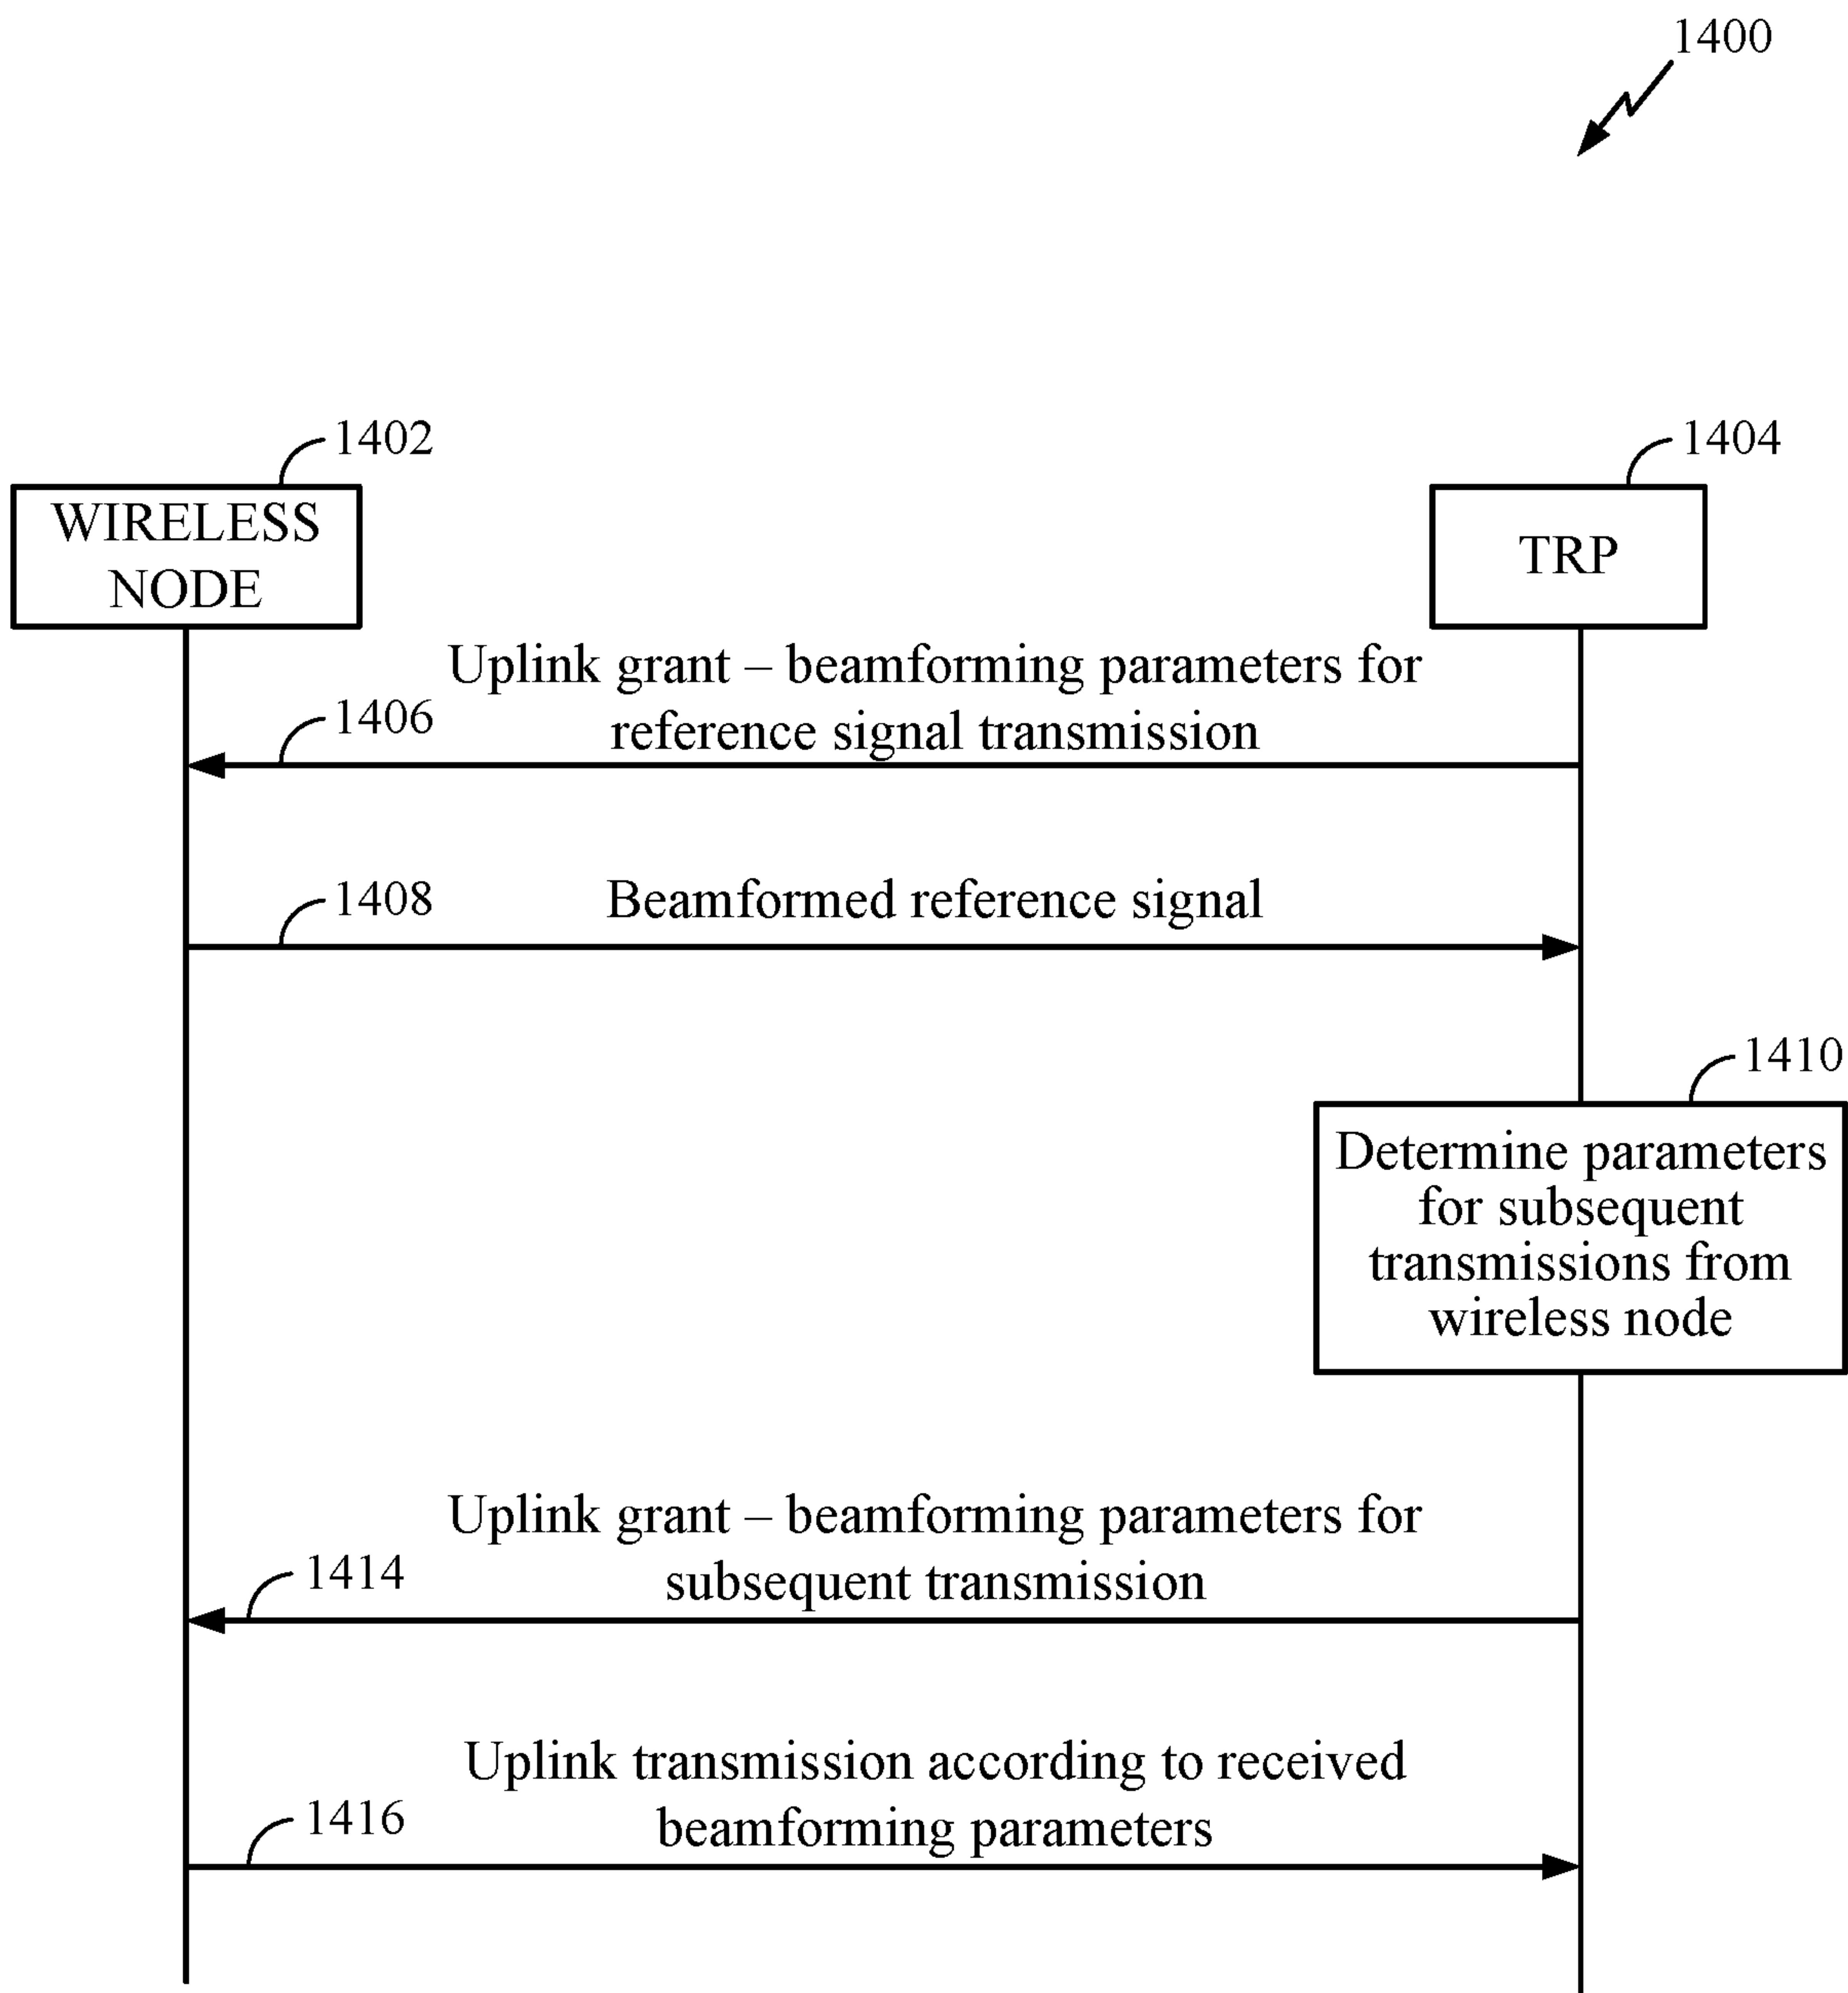 1400
1402
1404
WIRELESS
NODE
TRP
Uplink grant – beamforming parameters for
1406
reference signal transmission
1408
Beamformed reference signal
1410
Determine parameters
for subsequent
transmissions from
wireless node
Uplink grant – beamforming parameters for
1414
subsequent transmission
Uplink transmission according to received
1416
beamforming parameters